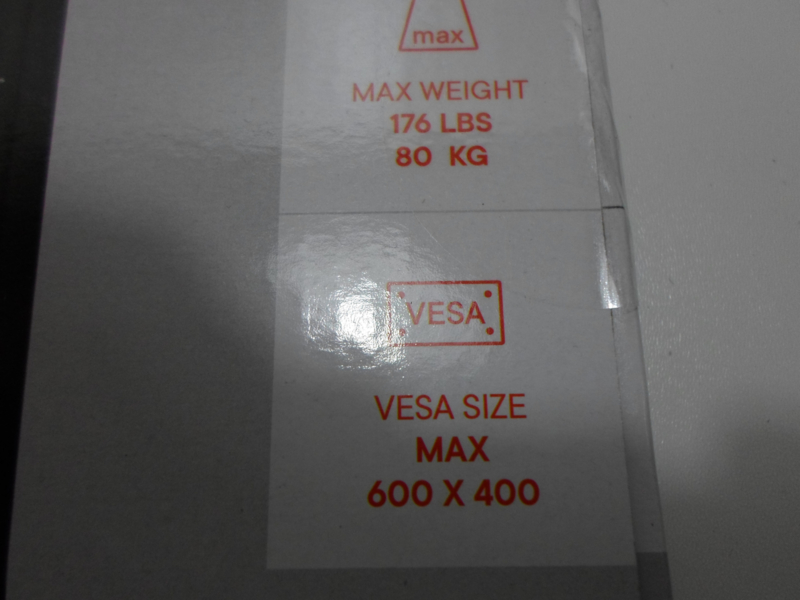 max
MAX WEIGHT
176 LBS
80 KG
VESA
VESA SIZE
MAX
600 X 400